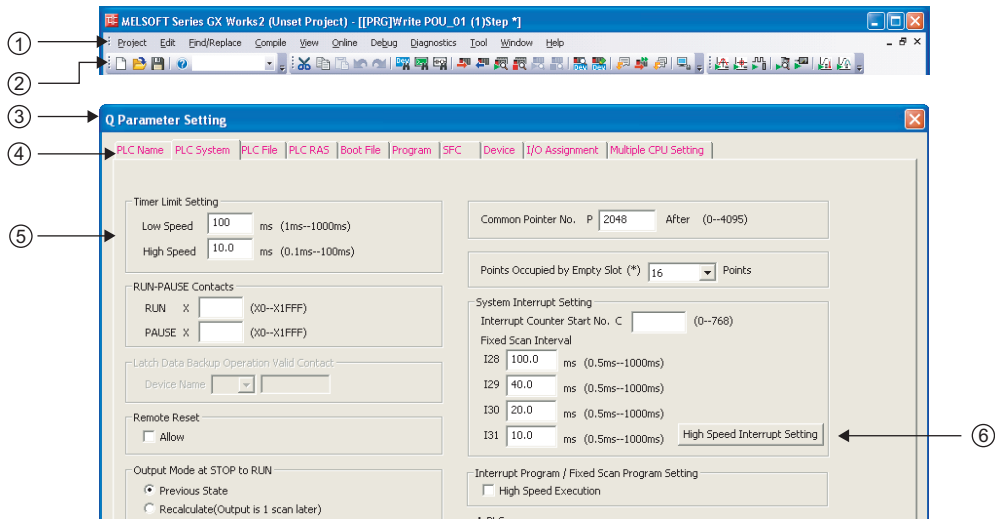 MELSOFT Series GX Works2 (Unset Project) - [[PRG]Write POU_01 (1)Step *]
① Project Edit Find/Replace Compile View Online Debug Diagnostics Tool Window Help
②
③ Q Parameter Setting
④ PLC Name PLC System PLC File PLC RAS Boot File Program SFC Device I/O Assignment Multiple CPU Setting
⑤
Timer Limit Setting
Low Speed 100 ms (1ms--1000ms)
High Speed 10.0 ms (0.1ms--100ms)
RUN-PAUSE Contacts
RUN X (X0--X1FFF)
PAUSE X (X0--X1FFF)
Latch Data Backup Operation Valid Contact
Device Name
Remote Reset
Allow
Output Mode at STOP to RUN
Previous State
Recalculate(Output is 1 scan later)
Common Pointer No. P 2048 After (0--4095)
Points Occupied by Empty Slot (*) 16 Points
System Interrupt Setting
Interrupt Counter Start No. C (0--768)
Fixed Scan Interval
I28 100.0 ms (0.5ms--1000ms)
I29 40.0 ms (0.5ms--1000ms)
I30 20.0 ms (0.5ms--1000ms)
I31 10.0 ms (0.5ms--1000ms) High Speed Interrupt Setting ⑥
Interrupt Program / Fixed Scan Program Setting
High Speed Execution